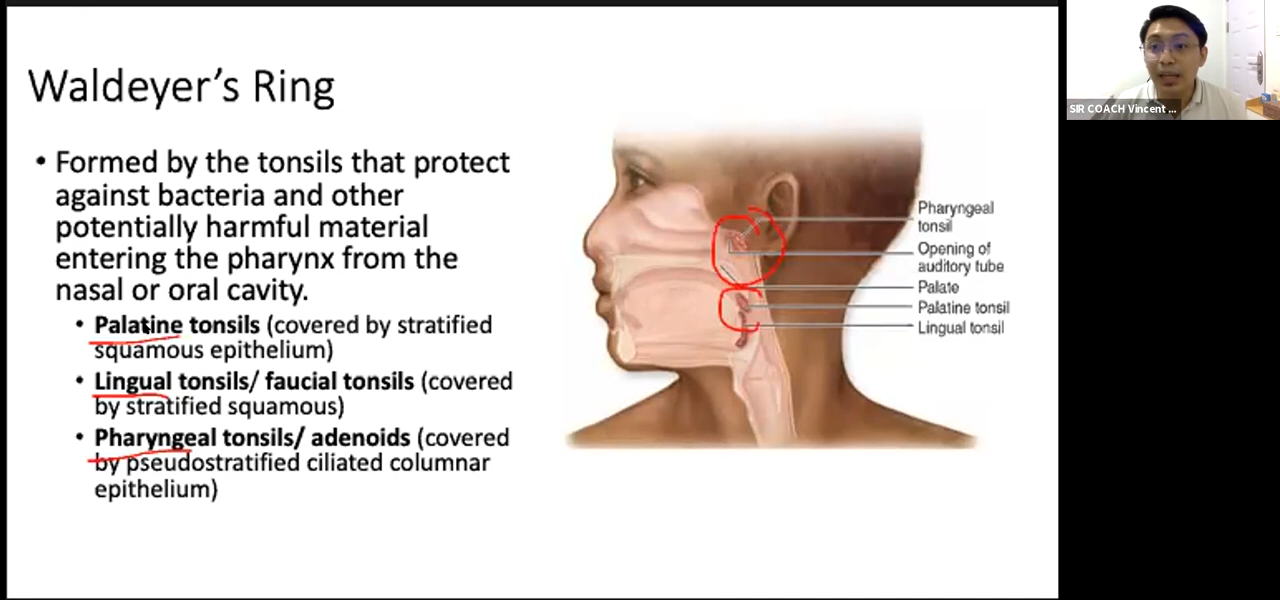 Waldeyer's Ring
• Formed by the tonsils that protect
against bacteria and other
potentially harmful material
entering the pharynx from the
nasal or oral cavity.
• Palatine tonsils (covered by stratified
squamous epithelium)
• Lingual tonsils/ faucial tonsils (covered
by stratified squamous)
• Pharyngeal tonsils/ adenoids (covered
by pseudostratified ciliated columnar
epithelium)
Pharyngeal
tonsil
Opening of
auditory tube
Palate
Palatine tonsil
Lingual tonsil
SIR COACH Vincent ...